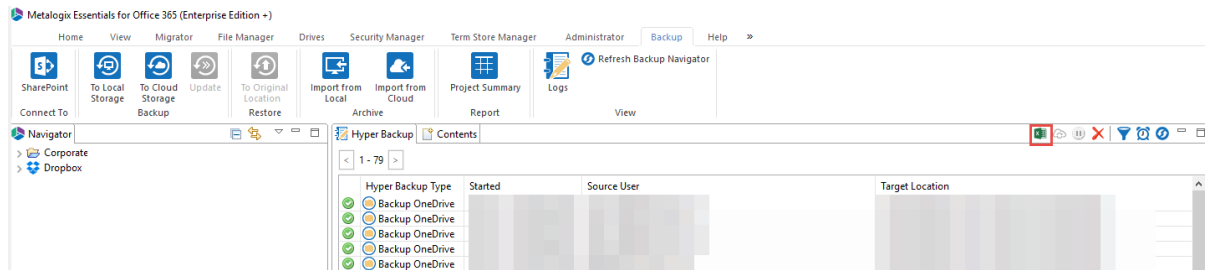 Metalogix Essentials for Office 365 (Enterprise Edition +)
Home View Migrator File Manager Drives Security Manager Term Store Manager Administrator Backup Help »
SharePoint To Local Storage To Cloud Storage Update To Original Location Import from Local Import from Cloud Project Summary Logs Refresh Backup Navigator
Connect To Backup Restore Archive Report View
Navigator Hyper Backup Contents
Corporate
Dropbox
< 1 - 79 >
Hyper Backup Type Started Source User Target Location
Backup OneDrive
Backup OneDrive
Backup OneDrive
Backup OneDrive
Backup OneDrive